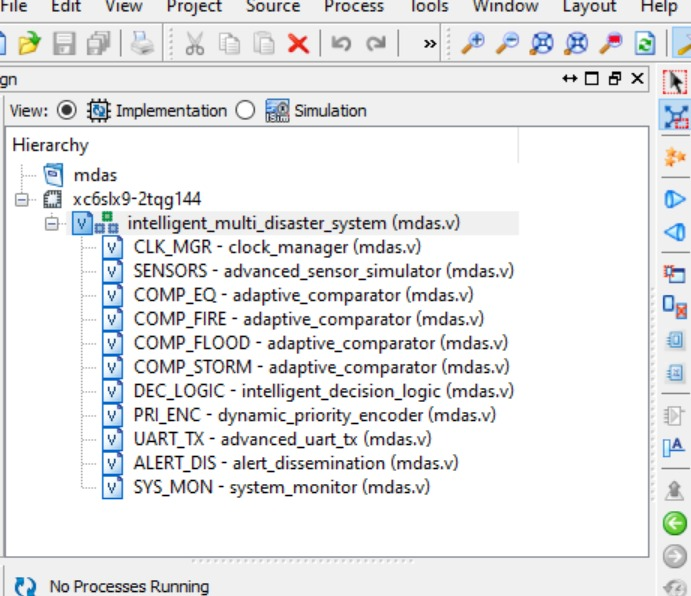 File Edit View Project Source Process Tools Window Layout Help
»
gn
View: Implementation Simulation
Hierarchy
mdas
xc6slx9-2tqg144
intelligent_multi_disaster_system (mdas.v)
CLK_MGR - clock_manager (mdas.v)
SENSORS - advanced_sensor_simulator (mdas.v)
COMP_EQ - adaptive_comparator (mdas.v)
COMP_FIRE - adaptive_comparator (mdas.v)
COMP_FLOOD - adaptive_comparator (mdas.v)
COMP_STORM - adaptive_comparator (mdas.v)
DEC_LOGIC - intelligent_decision_logic (mdas.v)
PRI_ENC - dynamic_priority_encoder (mdas.v)
UART_TX - advanced_uart_tx (mdas.v)
ALERT_DIS - alert_dissemination (mdas.v)
SYS_MON - system_monitor (mdas.v)
No Processes Running